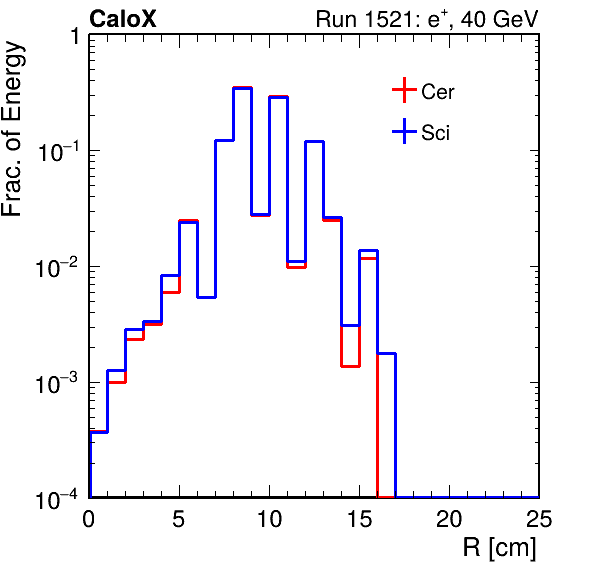 CaloX Run 1521: e⁺, 40 GeV
Frac. of Energy
1
10⁻¹
10⁻²
10⁻³
10⁻⁴
Cer
Sci
0 5 10 15 20 25
R [cm]